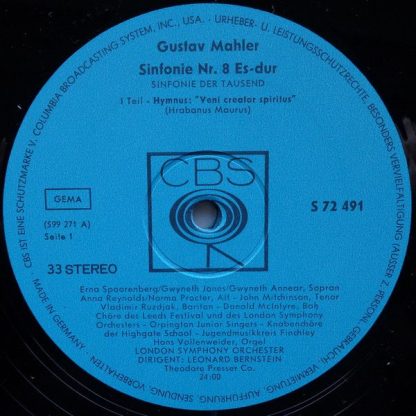 Gustav Mahler
Sinfonie Nr. 8 Es-dur
SINFONIE DER TAUSEND
I Teil - Hymnus: "Veni creator spiritus"
(Hrabanus Maurus)
CBS
GEMA
S 72 491
(S99 271 A)
Seite 1
33 STEREO
Erna Spoorenberg/Gwyneth Jones/Gwyneth Annear, Sopran
Anna Reynolds/Norma Procter, Alt - John Mitchinson, Tenor
Vladimir Ruzdjak, Bariton - Donald McIntyre, Baß
Chöre des Leeds Festival und des London Symphony
Orchesters - Orpington Junior Singers - Knabenchöre
der Highgate School - Jugendmusikkreis Finchley
Hans Vollenweider, Orgel
LONDON SYMPHONY ORCHESTER
DIRIGENT: LEONARD BERNSTEIN
Theodore Presser Co.
24:00
MADE IN GERMANY
CBS IST EINE SCHUTZMARKE V. COLUMBIA BROADCASTING SYSTEM, INC., USA. - URHEBER- U. LEISTUNGSSCHUTZRECHTE, BESONDERS VERVIELFÄLTIGUNG (AUSSER Z. PERSÖNL. GEBRAUCH), VERMIETUNG, AUFFÜHRUNG, SENDUNG, VORBEHALTEN